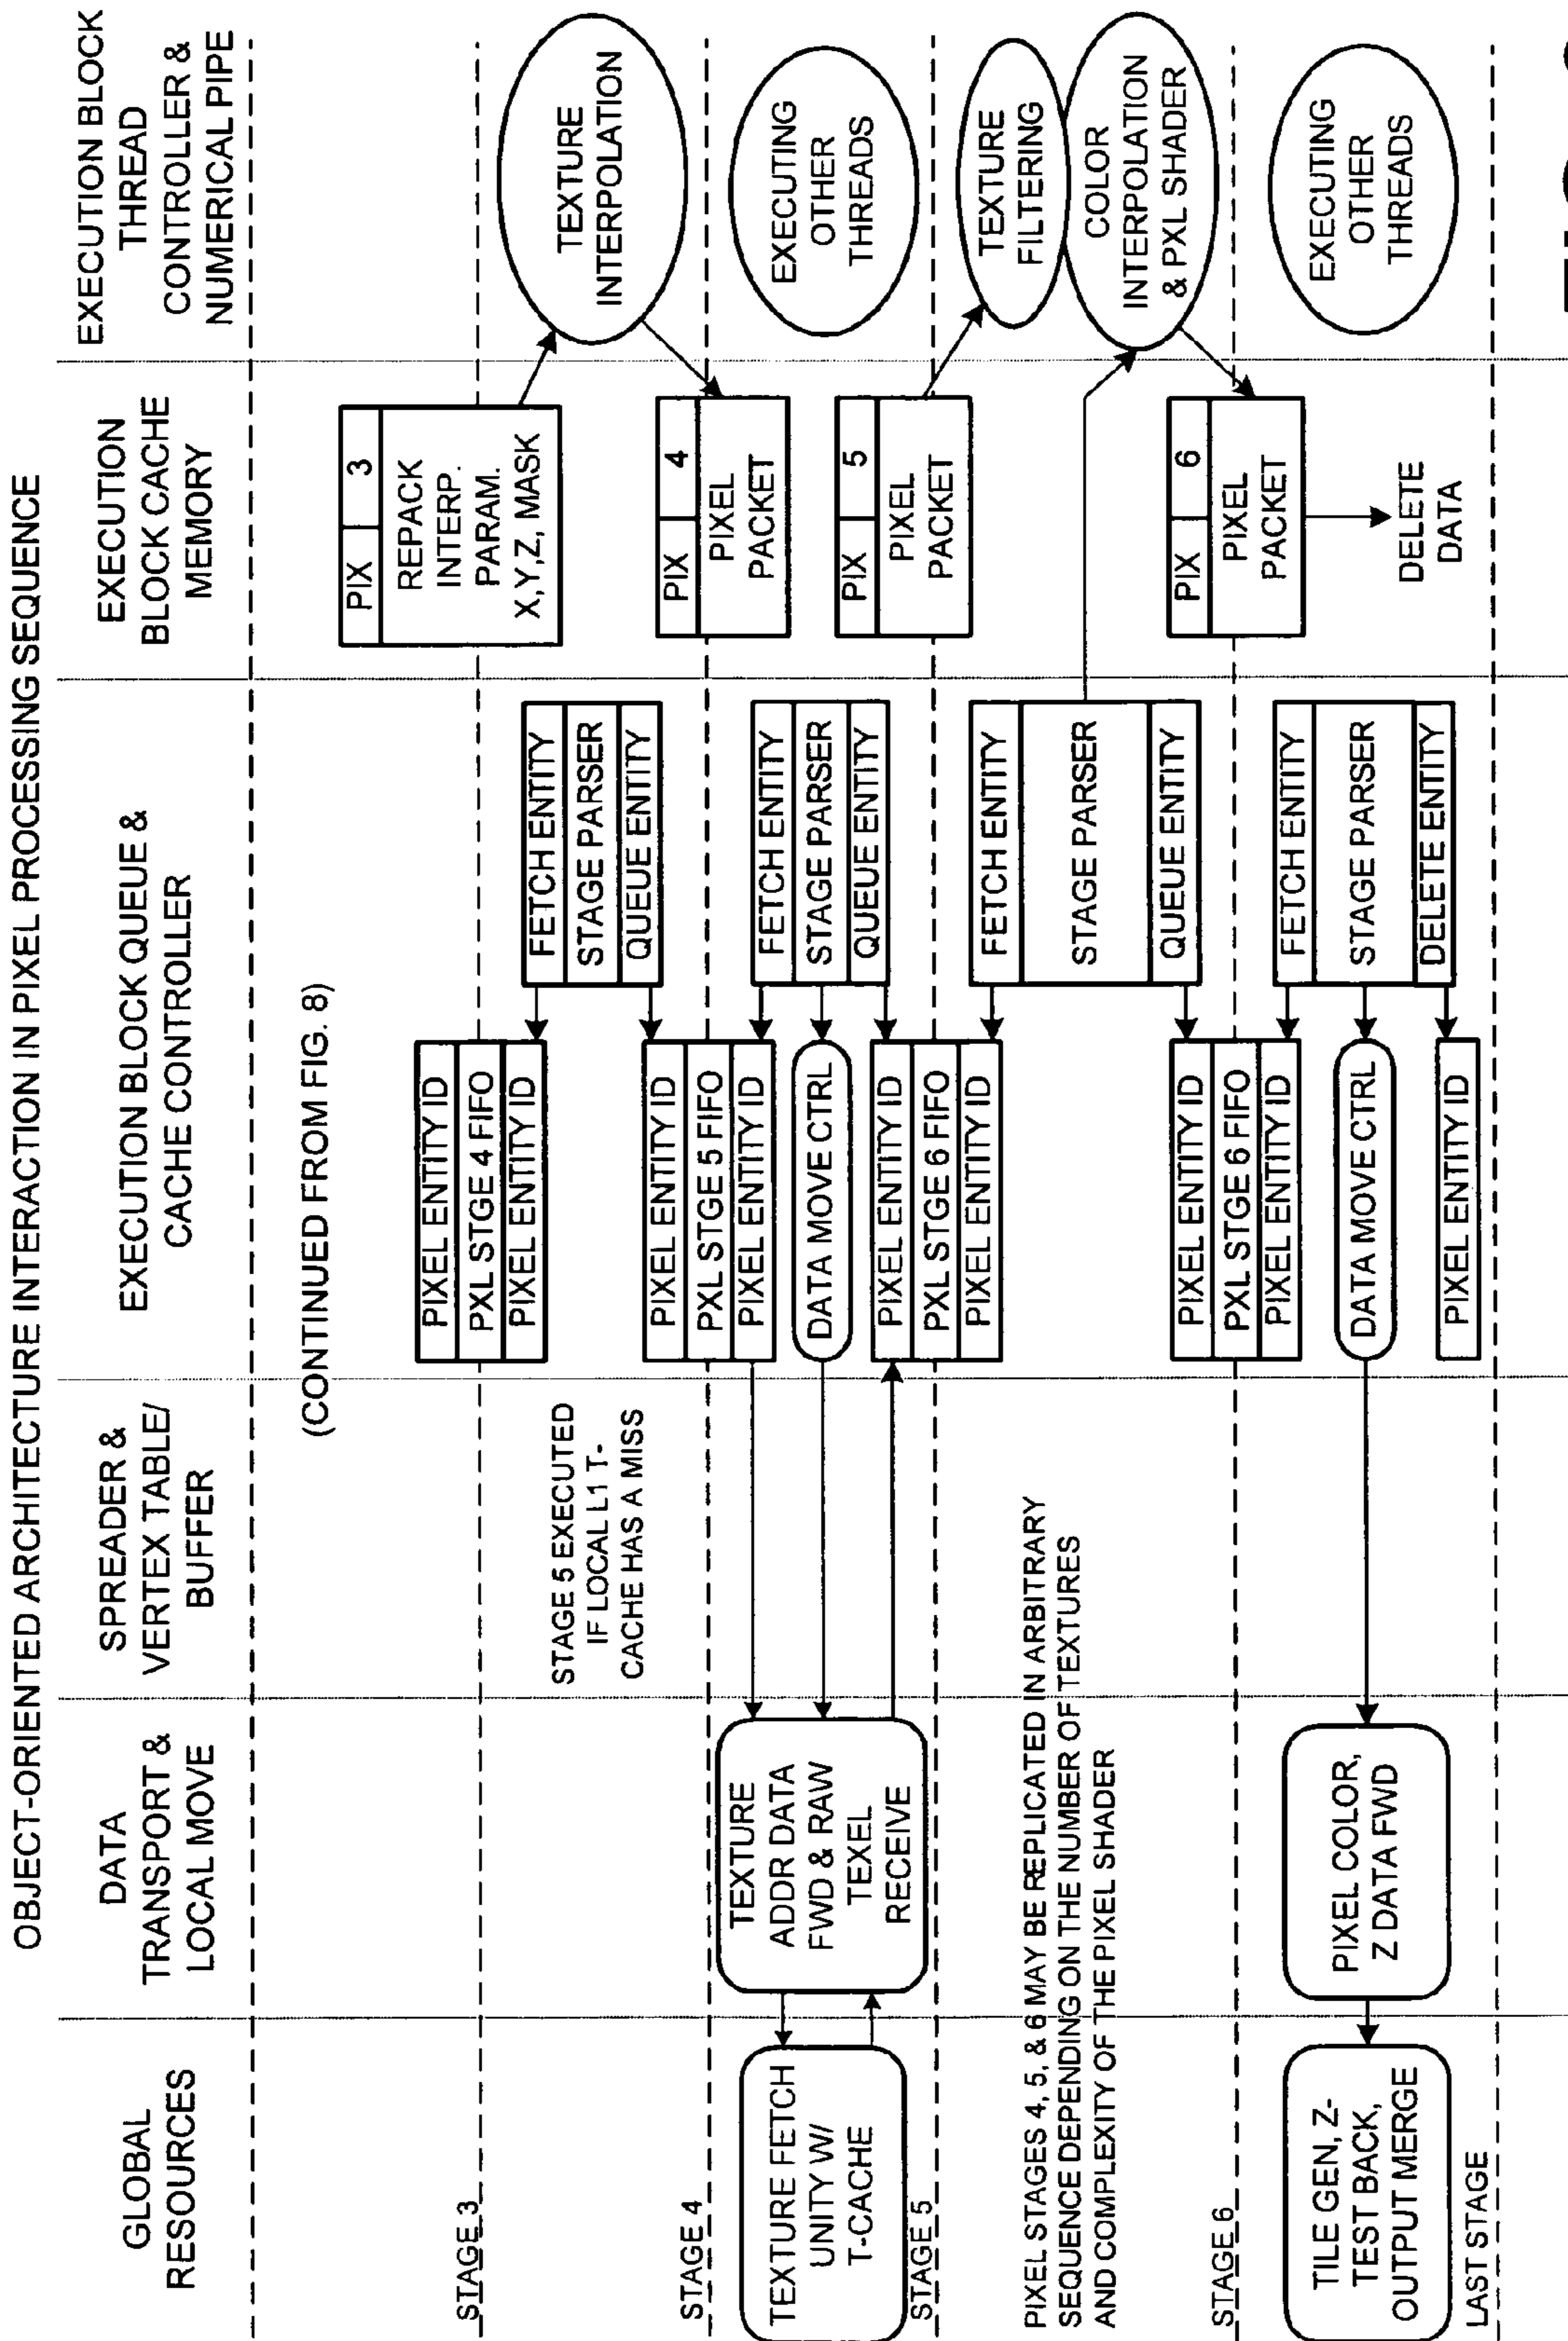 OBJECT-ORIENTED ARCHITECTURE INTERACTION IN PIXEL PROCESSING SEQUENCE
GLOBAL
RESOURCES
DATA
TRANSPORT &
LOCAL MOVE
SPREADER &
VERTEX TABLE/
BUFFER
EXECUTION BLOCK QUEUE &
CACHE CONTROLLER
EXECUTION
BLOCK CACHE
MEMORY
EXECUTION BLOCK
THREAD
CONTROLLER &
NUMERICAL PIPE
(CONTINUED FROM FIG. 8)
PIX 3
REPACK
INTERP.
PARAM.
X,Y,Z, MASK
STAGE 3
PIXEL ENTITY ID
PXL STGE 4 FIFO
PIXEL ENTITY ID
FETCH ENTITY
STAGE PARSER
QUEUE ENTITY
TEXTURE
INTERPOLATION
STAGE 5 EXECUTED
IF LOCAL L1 T-
CACHE HAS A MISS
STAGE 4
PIXEL ENTITY ID
PXL STGE 5 FIFO
PIXEL ENTITY ID
PIX 4
PIXEL
PACKET
TEXTURE FETCH
UNITY W/
T-CACHE
TEXTURE
ADDR DATA
FWD & RAW
TEXEL
RECEIVE
DATA MOVE CTRL
FETCH ENTITY
STAGE PARSER
QUEUE ENTITY
EXECUTING
OTHER
THREADS
STAGE 5
PIXEL ENTITY ID
PXL STGE 6 FIFO
PIXEL ENTITY ID
PIX 5
PIXEL
PACKET
PIXEL STAGES 4, 5, & 6 MAY BE REPLICATED IN ARBITRARY
SEQUENCE DEPENDING ON THE NUMBER OF TEXTURES
AND COMPLEXITY OF THE PIXEL SHADER
FETCH ENTITY
STAGE PARSER
QUEUE ENTITY
TEXTURE
FILTERING
COLOR
INTERPOLATION
& PXL SHADER
STAGE 6
PIXEL ENTITY ID
PXL STGE 6 FIFO
PIXEL ENTITY ID
PIX 6
PIXEL
PACKET
TILE GEN, Z-
TEST BACK,
OUTPUT MERGE
PIXEL COLOR,
Z DATA FWD
DATA MOVE CTRL
FETCH ENTITY
STAGE PARSER
DELETE ENTITY
DELETE
DATA
EXECUTING
OTHER
THREADS
PIXEL ENTITY ID
LAST STAGE